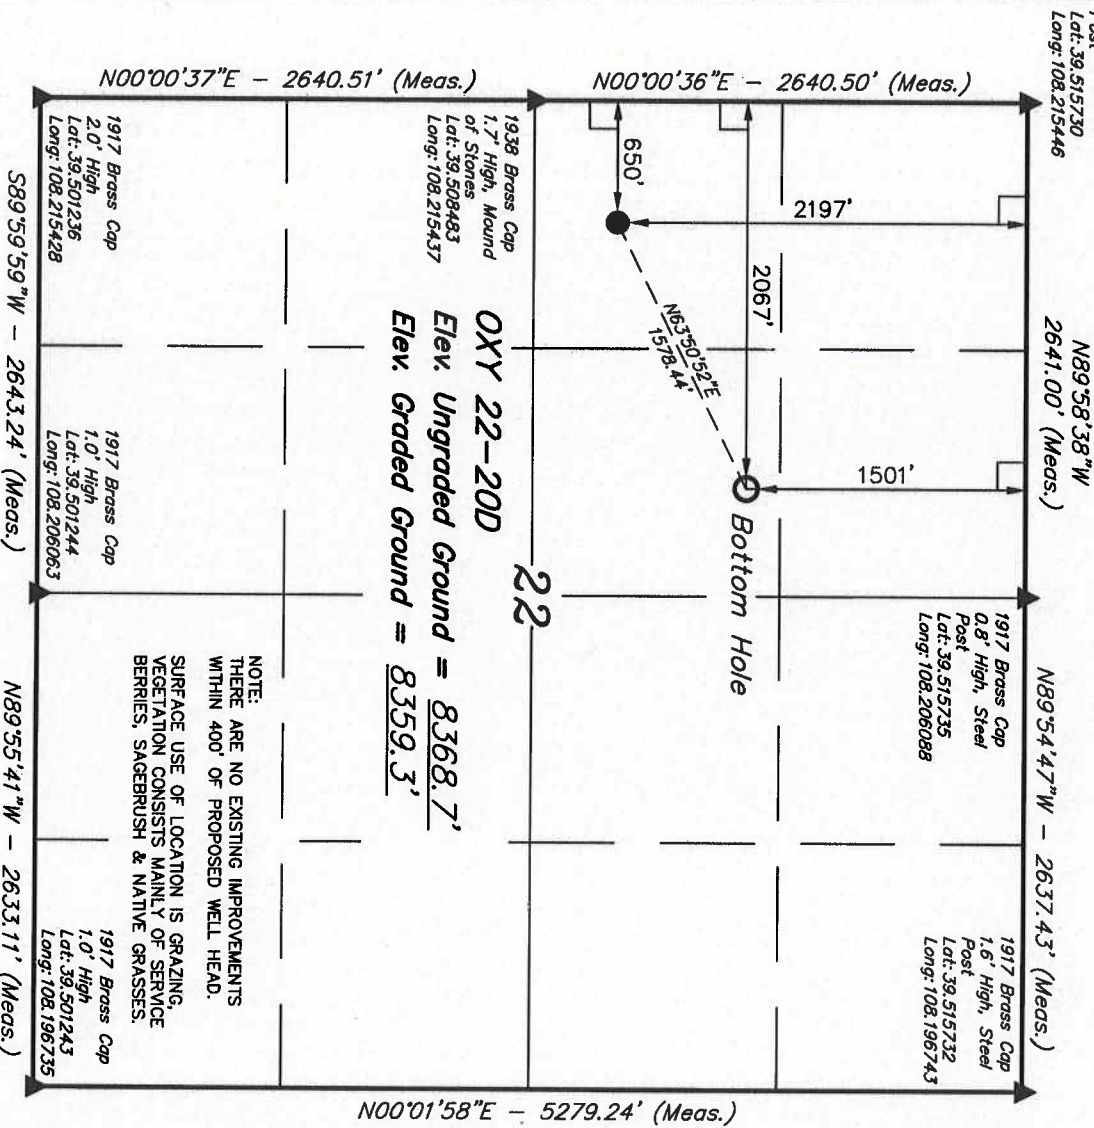 Post
Lat: 39.515730
Long: 108.215446
N89°58'38"W
2641.00' (Meas.)
N89°54'47"W - 2637.43' (Meas.)
N00°00'36"E - 2640.50' (Meas.)
N00°00'37"E - 2640.51' (Meas.)
2197'
1501'
650'
2067'
N63°50'52"E
1578.44'
Bottom Hole
1917 Brass Cap
0.8' High, Steel
Post
Lat: 39.515735
Long: 108.206088
1917 Brass Cap
1.6' High, Steel
Post
Lat: 39.515732
Long: 108.196743
1938 Brass Cap
1.7' High, Mound
of Stones
Lat: 39.508483
Long: 108.215437
22
OXY 22-20D
Elev. Ungraded Ground = 8368.7'
Elev. Graded Ground = 8359.3'
NOTE:
THERE ARE NO EXISTING IMPROVEMENTS
WITHIN 400' OF PROPOSED WELL HEAD.
SURFACE USE OF LOCATION IS GRAZING,
VEGETATION CONSISTS MAINLY OF SERVICE
BERRIES, SAGEBRUSH & NATIVE GRASSES.
1917 Brass Cap
2.0' High
Lat: 39.501236
Long: 108.215428
1917 Brass Cap
1.0' High
Lat: 39.501244
Long: 108.206063
1917 Brass Cap
1.0' High
Lat: 39.501243
Long: 108.196735
S89°59'59"W - 2643.24' (Meas.)
N89°55'41"W - 2633.11' (Meas.)
N00°01'58"E - 5279.24' (Meas.)